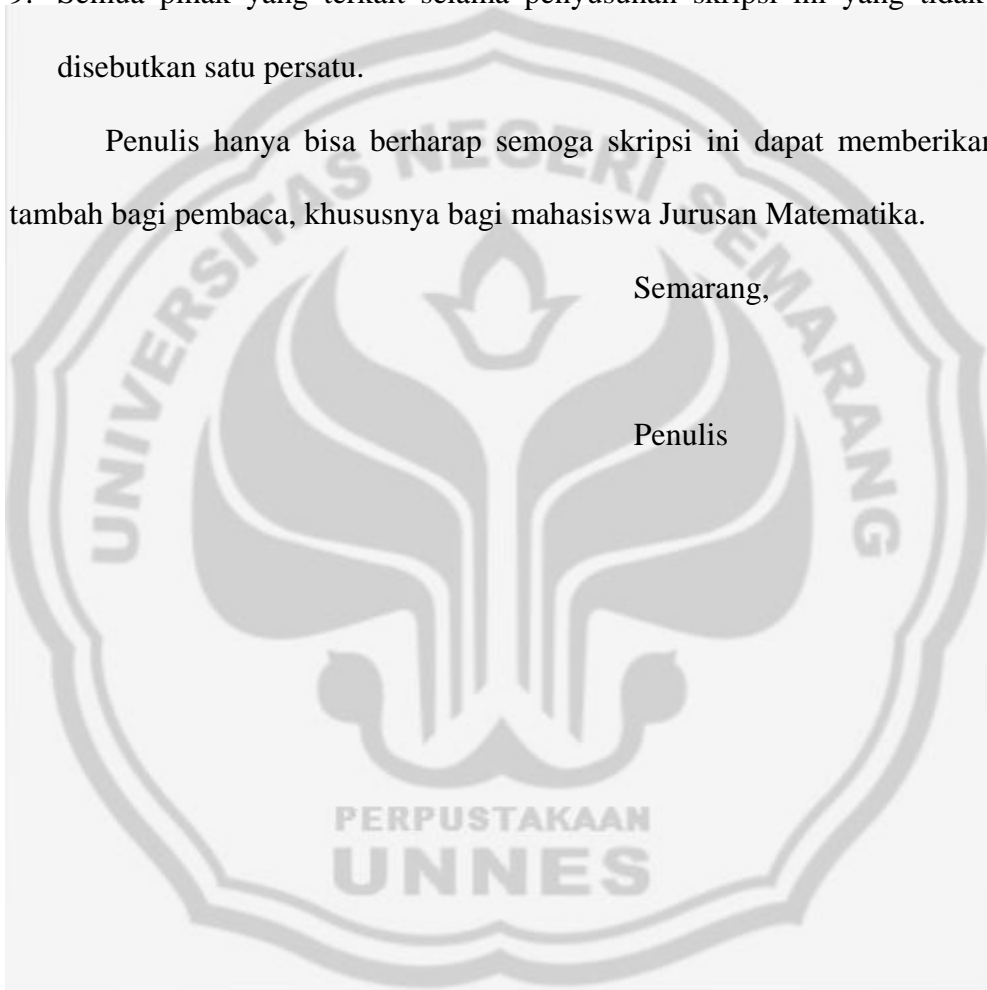 9. Semua pihak yang terkait selama penyusunan skripsi ini yang tidak
disebutkan satu persatu.
Penulis hanya bisa berharap semoga skripsi ini dapat memberikan
tambah bagi pembaca, khususnya bagi mahasiswa Jurusan Matematika.
Semarang,
Penulis
UNIVERSITAS NEGERI SEMARANG
PERPUSTAKAAN
UNNES